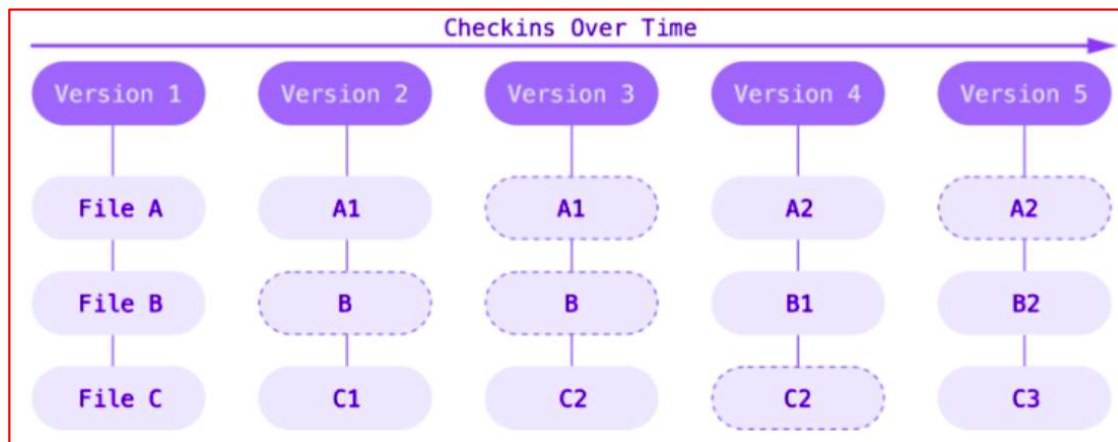 Checkins Over Time
Version 1 Version 2 Version 3 Version 4 Version 5
File A A1 A1 A2 A2
File B B B B1 B2
File C C1 C2 C2 C3